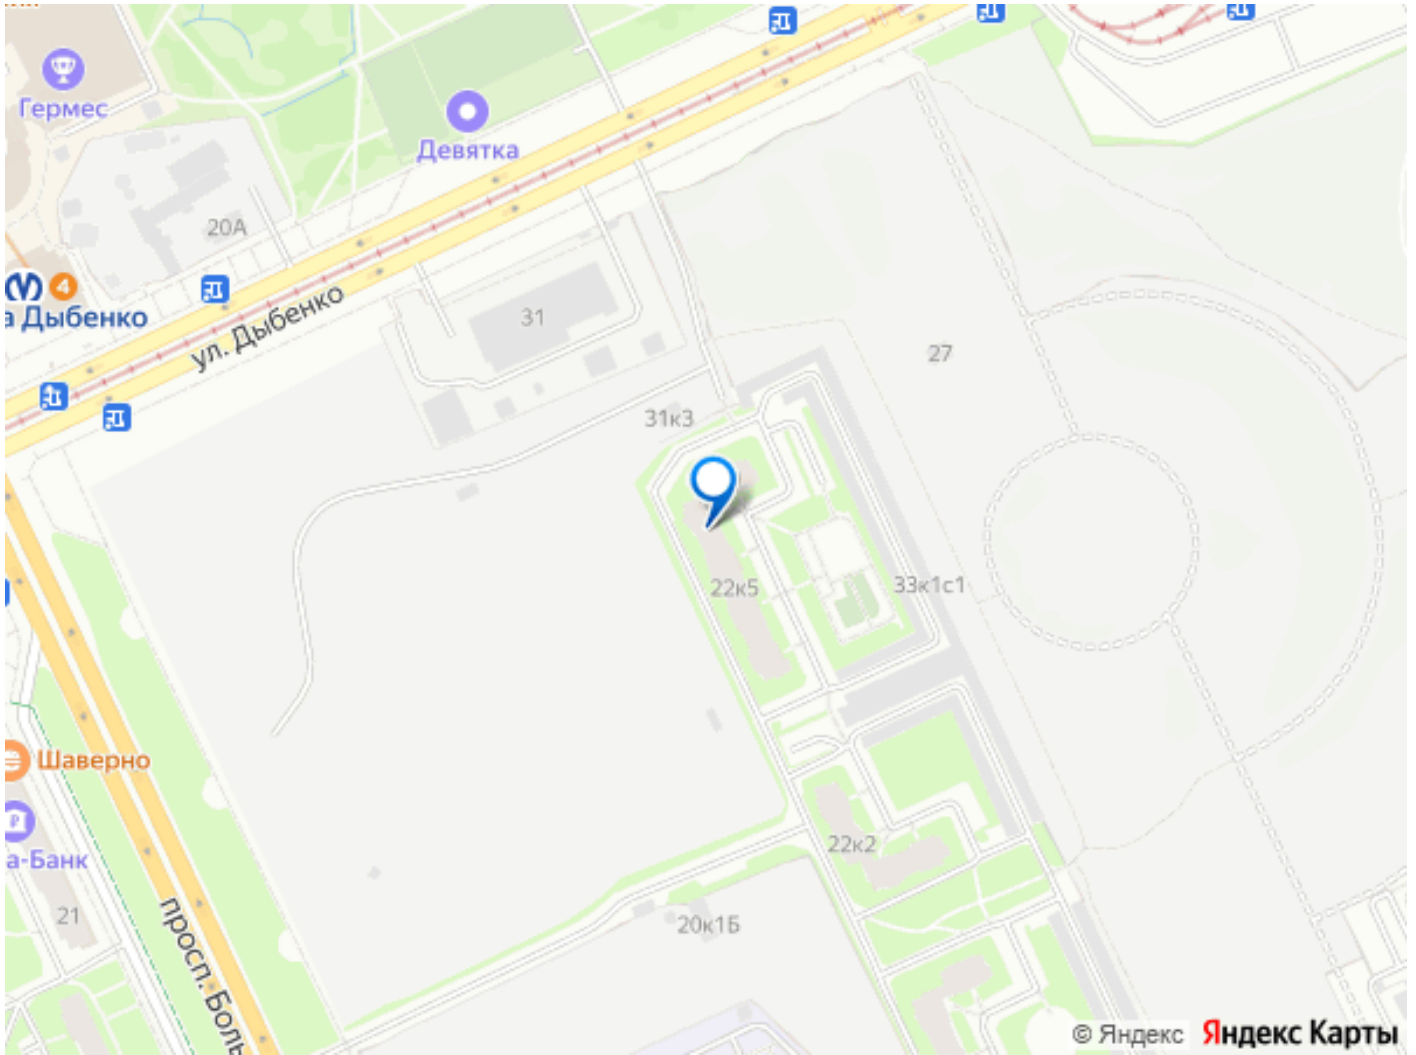 Гермес
Девятка
20А
4
а Дыбенко
ул. Дыбенко
31
27
31к3
22к5
33к1с1
Шаверно
а-Банк
22к2
21
20к1Б
просп. Боль
© Яндекс Яндекс Карты